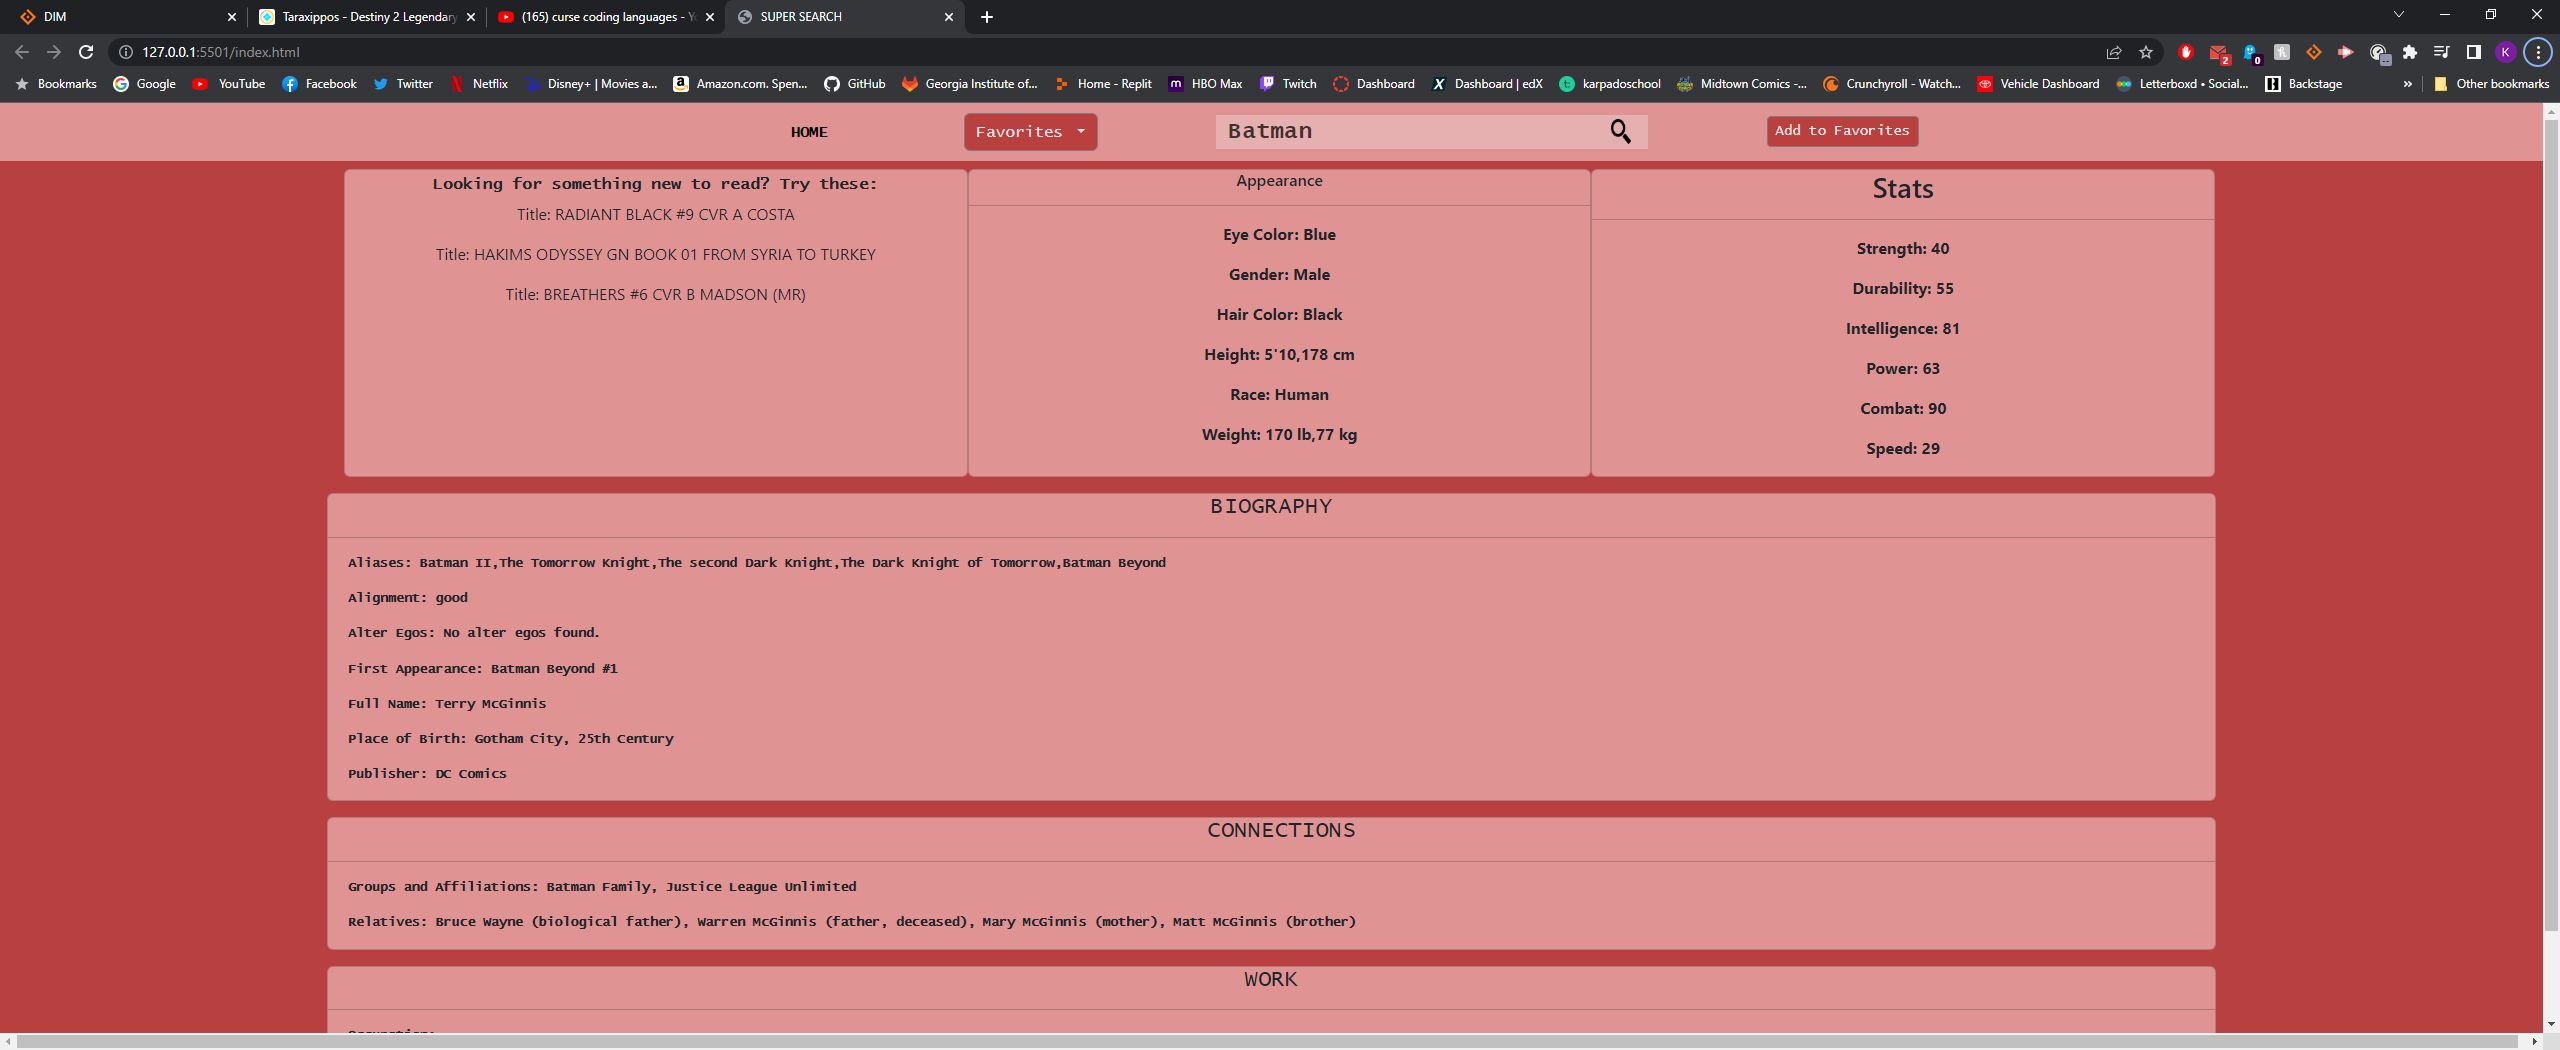 DIM
Taraxippos - Destiny 2 Legendary
(165) curse coding languages - Y
SUPER SEARCH
127.0.0.1:5501/index.html
2
0
K
Bookmarks
Google
YouTube
Facebook
Twitter
Netflix
Disney+ | Movies a...
Amazon.com. Spen...
GitHub
Georgia Institute of...
Home - Replit
HBO Max
Twitch
Dashboard
Dashboard | edX
karpadoschool
Midtown Comics -...
Crunchyroll - Watch...
Vehicle Dashboard
Letterboxd • Social...
Backstage
»
Other bookmarks
HOME
Favorites
Batman
Add to Favorites
Looking for something new to read? Try these:
Title: RADIANT BLACK #9 CVR A COSTA
Title: HAKIMS ODYSSEY GN BOOK 01 FROM SYRIA TO TURKEY
Title: BREATHERS #6 CVR B MADSON (MR)
Appearance
Eye Color: Blue
Gender: Male
Hair Color: Black
Height: 5'10,178 cm
Race: Human
Weight: 170 lb,77 kg
Stats
Strength: 40
Durability: 55
Intelligence: 81
Power: 63
Combat: 90
Speed: 29
BIOGRAPHY
Aliases: Batman II,The Tomorrow Knight,The second Dark Knight,The Dark Knight of Tomorrow,Batman Beyond
Alignment: good
Alter Egos: No alter egos found.
First Appearance: Batman Beyond #1
Full Name: Terry McGinnis
Place of Birth: Gotham City, 25th Century
Publisher: DC Comics
CONNECTIONS
Groups and Affiliations: Batman Family, Justice League Unlimited
Relatives: Bruce Wayne (biological father), Warren McGinnis (father, deceased), Mary McGinnis (mother), Matt McGinnis (brother)
WORK